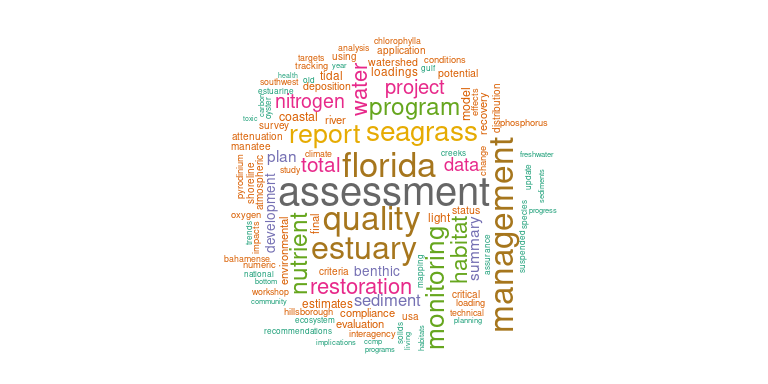 chlorophylla
analysis
application
targets
using
watershed
conditions
tracking
year
loadings
gulf
health
old
tidal
potential
southwest
deposition
water
project
estuarine
nitrogen
program
model
effects
recovery
distribution
carbon
oyster
coastal
river
toxic
survey
report
seagrass
phosphorus
attenuation
manatee
climate
creeks
change
management
freshwater
plan
total
florida
data
study
pyrodinium
shoreline
atmospheric
assessment
update
sediments
development
oxygen
quality
light
status
species
progress
trends
impacts
environmental
nutrient
final
estuary
monitoring
habitat
summary
assurance
suspended
bahamense
numeric
national
criteria
benthic
mapping
bottom
workshop
restoration
critical
community
estimates
sediment
loading
hillsborough
compliance
usa
technical
ecosystem
evaluation
planning
recommendations
interagency
solids
living
habitats
implications
ccmp
programs